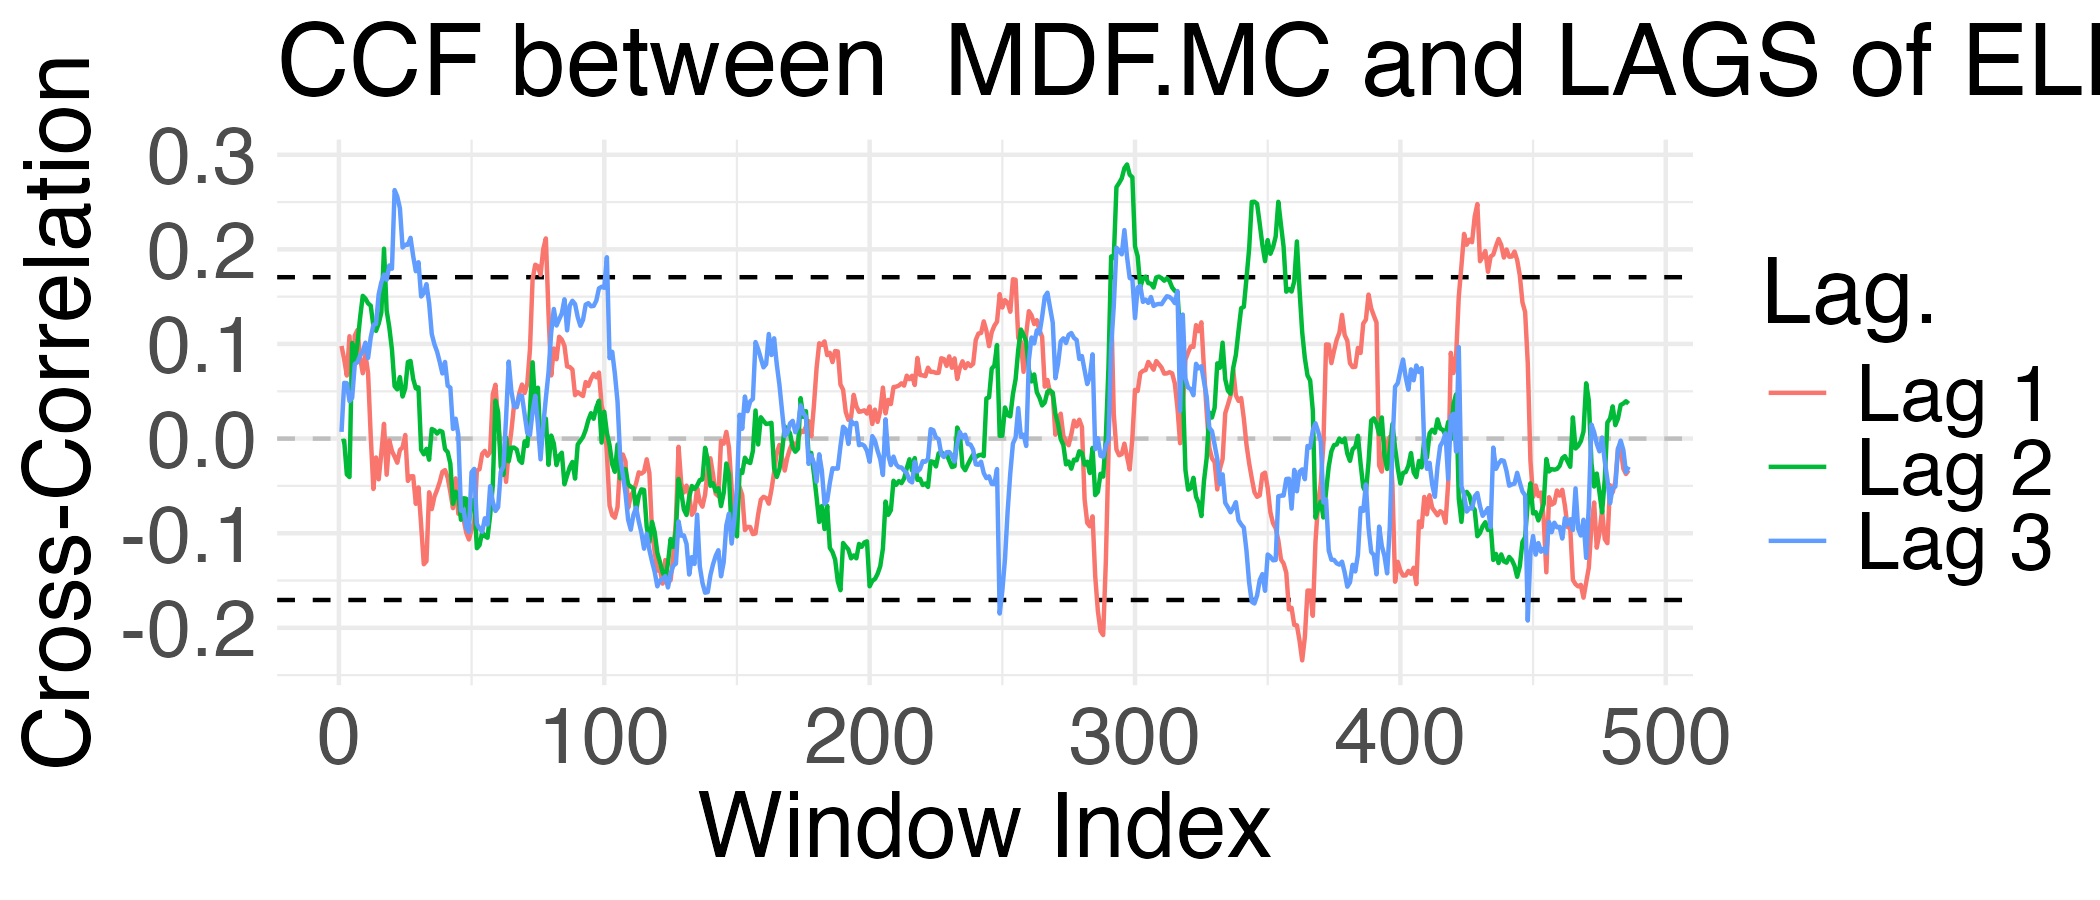 CCF between MDF.MC and LAGS of
Cross-Correlation
0.3
0.2
0.1
0.0
-0.1
-0.2
0
100
200
300
400
500
Window Index
Lag.
Lag 1
Lag 2
Lag 3